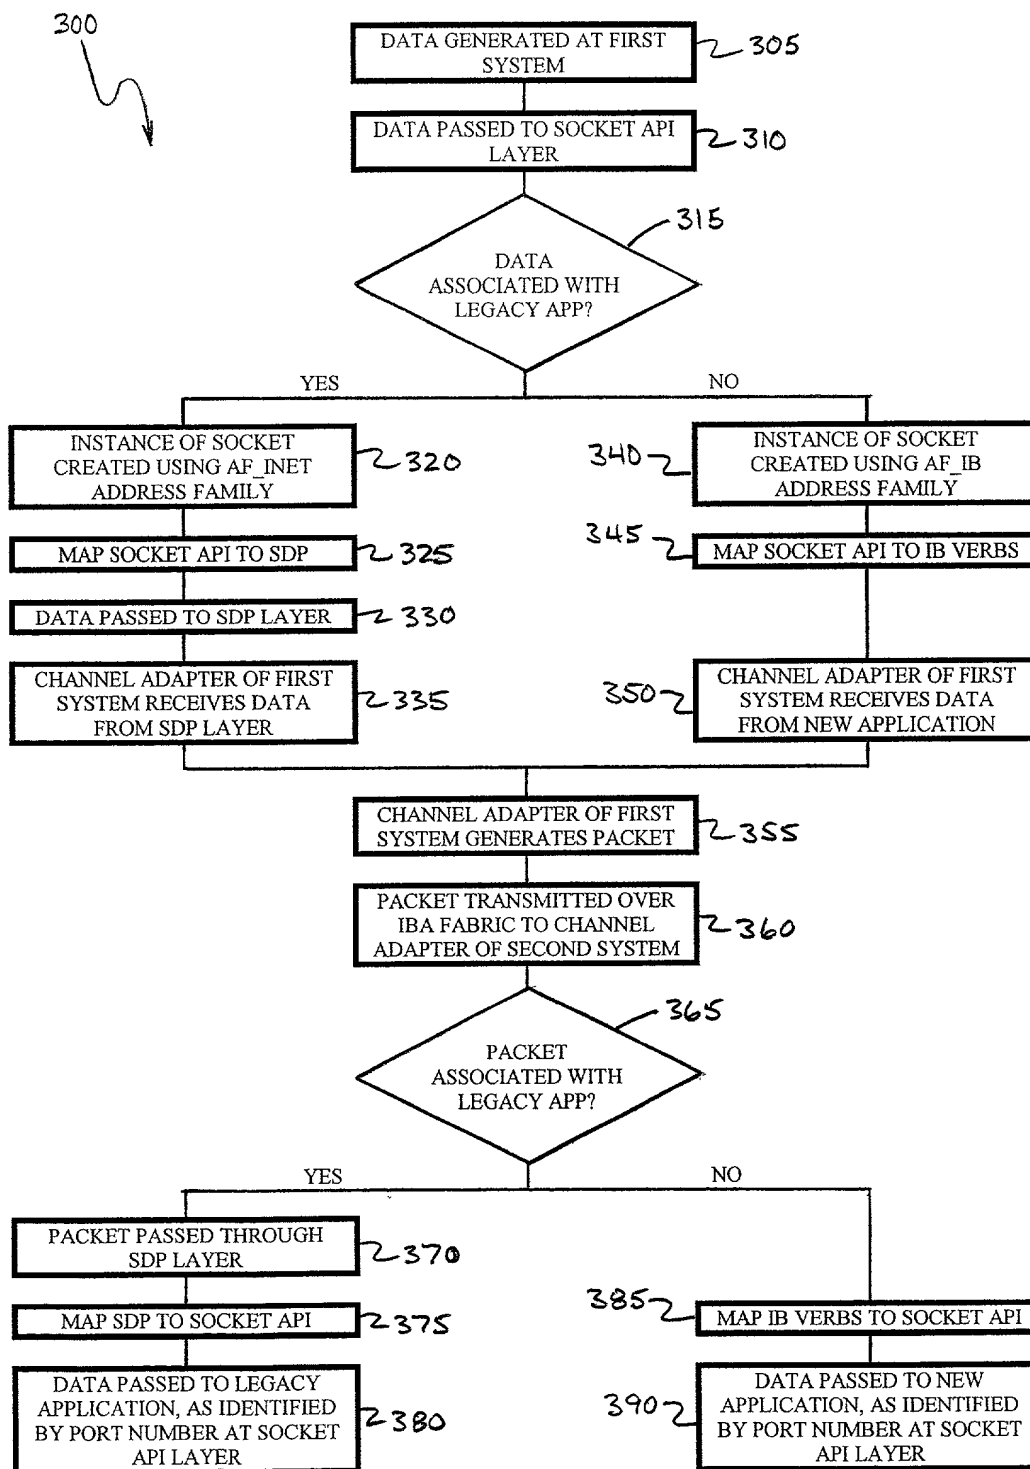 300
DATA GENERATED AT FIRST
SYSTEM
305
DATA PASSED TO SOCKET API
LAYER
310
315
DATA
ASSOCIATED WITH
LEGACY APP?
YES
NO
INSTANCE OF SOCKET
CREATED USING AF_INET
ADDRESS FAMILY
320
340
INSTANCE OF SOCKET
CREATED USING AF_IB
ADDRESS FAMILY
MAP SOCKET API TO SDP
325
345
MAP SOCKET API TO IB VERBS
DATA PASSED TO SDP LAYER
330
CHANNEL ADAPTER OF FIRST
SYSTEM RECEIVES DATA
FROM SDP LAYER
335
350
CHANNEL ADAPTER OF FIRST
SYSTEM RECEIVES DATA
FROM NEW APPLICATION
CHANNEL ADAPTER OF FIRST
SYSTEM GENERATES PACKET
355
PACKET TRANSMITTED OVER
IBA FABRIC TO CHANNEL
ADAPTER OF SECOND SYSTEM
360
365
PACKET
ASSOCIATED WITH
LEGACY APP?
YES
NO
PACKET PASSED THROUGH
SDP LAYER
370
MAP SDP TO SOCKET API
375
385
MAP IB VERBS TO SOCKET API
DATA PASSED TO LEGACY
APPLICATION, AS IDENTIFIED
BY PORT NUMBER AT SOCKET
API LAYER
380
390
DATA PASSED TO NEW
APPLICATION, AS IDENTIFIED
BY PORT NUMBER AT SOCKET
API LAYER